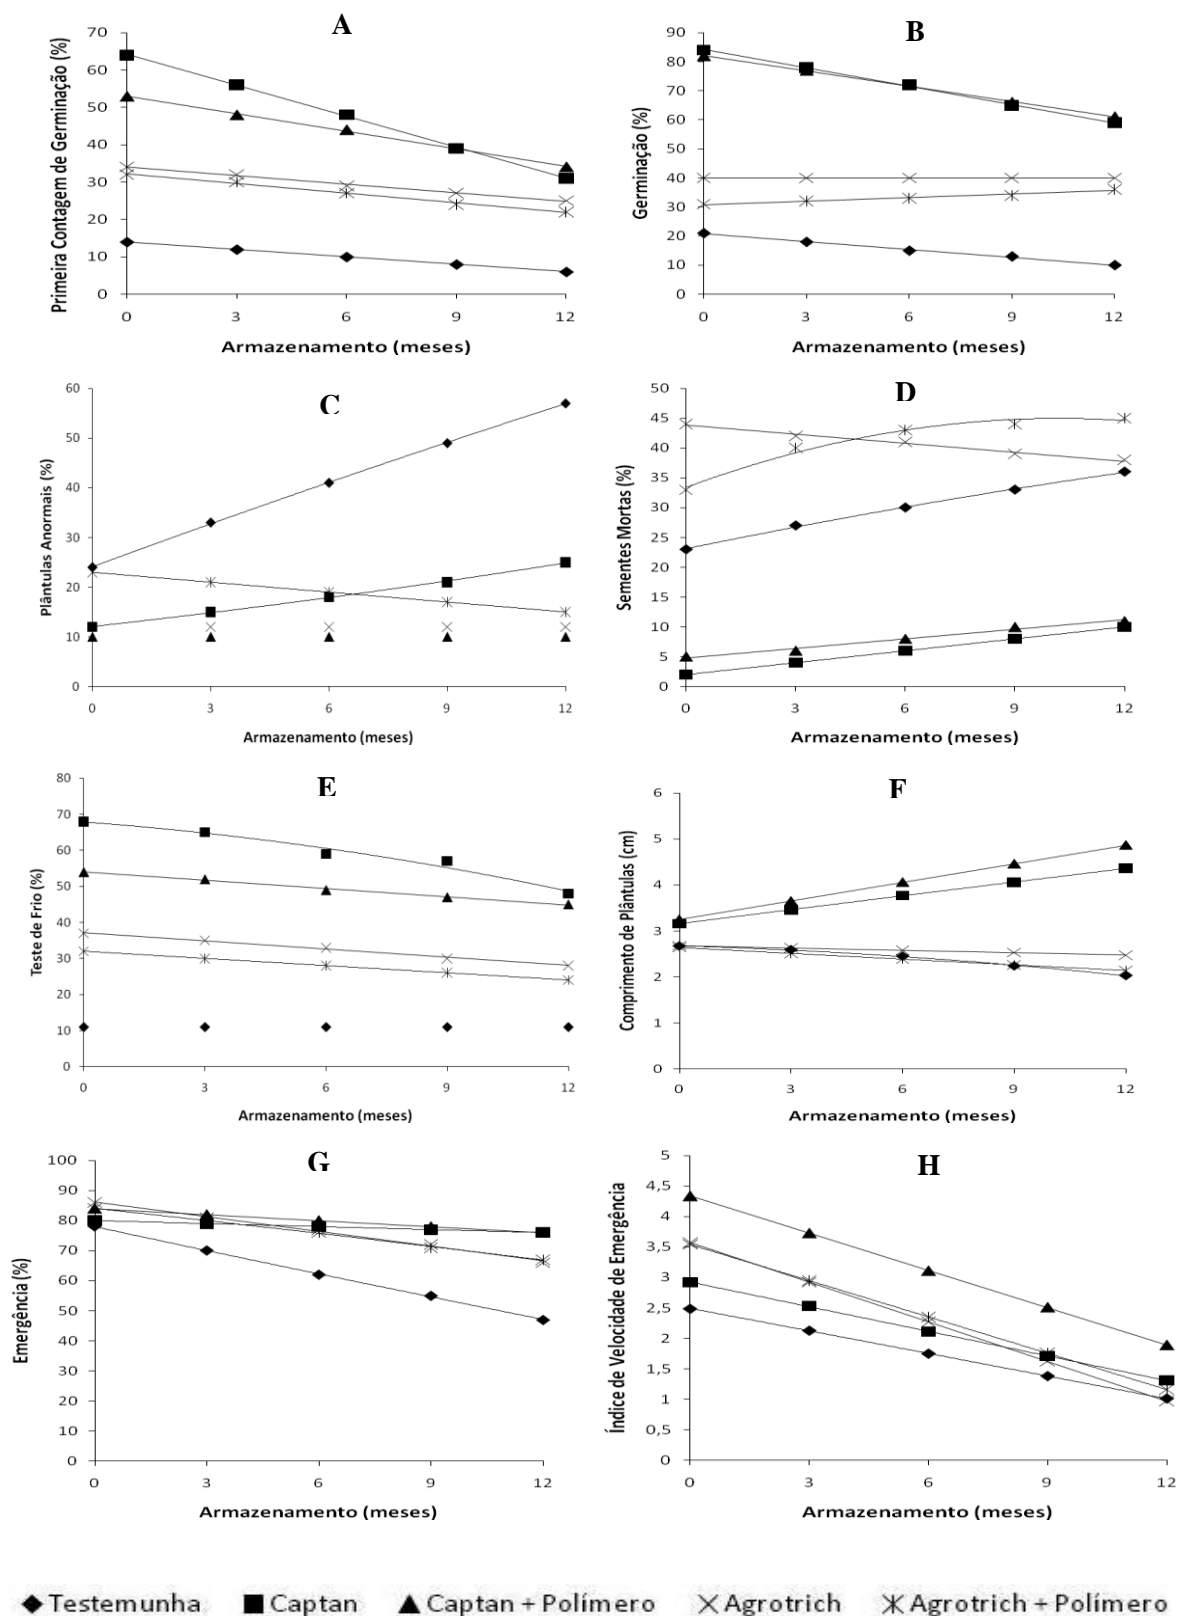 A
Primeira Contagem de Germinação (%)
70
60
50
40
30
20
10
0
0 3 6 9 12
Armazenamento (meses)
B
Germinação (%)
90
80
70
60
50
40
30
20
10
0
0 3 6 9 12
Armazenamento (meses)
C
Plântulas Anormais (%)
60
50
40
30
20
10
0
0 3 6 9 12
Armazenamento (meses)
D
Sementes Mortas (%)
50
45
40
35
30
25
20
15
10
5
0
0 3 6 9 12
Armazenamento (meses)
E
Teste de Frio (%)
80
70
60
50
40
30
20
10
0
0 3 6 9 12
Armazenamento (meses)
F
Comprimento de Plântulas (cm)
6
5
4
3
2
1
0
0 3 6 9 12
Armazenamento (meses)
G
Emergência (%)
100
90
80
70
60
50
40
30
20
10
0
0 3 6 9 12
Armazenamento (meses)
H
Índice de Velocidade de Emergência
5
4,5
4
3,5
3
2,5
2
1,5
1
0,5
0
0 3 6 9 12
Armazenamento (meses)
Testemunha Captan Captan + Polímero Agrotrich Agrotrich + Polímero